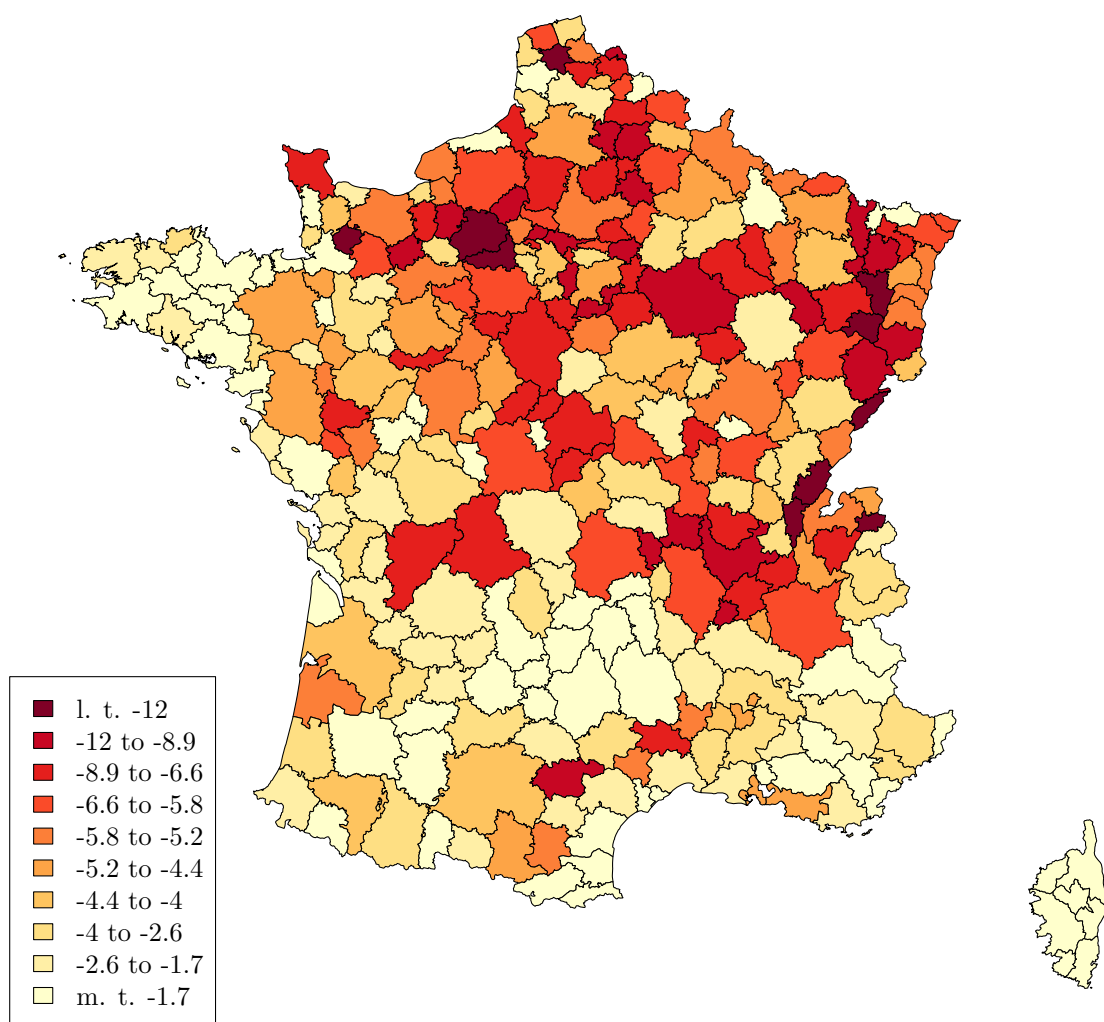 l. t. -12
-12 to -8.9
-8.9 to -6.6
-6.6 to -5.8
-5.8 to -5.2
-5.2 to -4.4
-4.4 to -4
-4 to -2.6
-2.6 to -1.7
m. t. -1.7